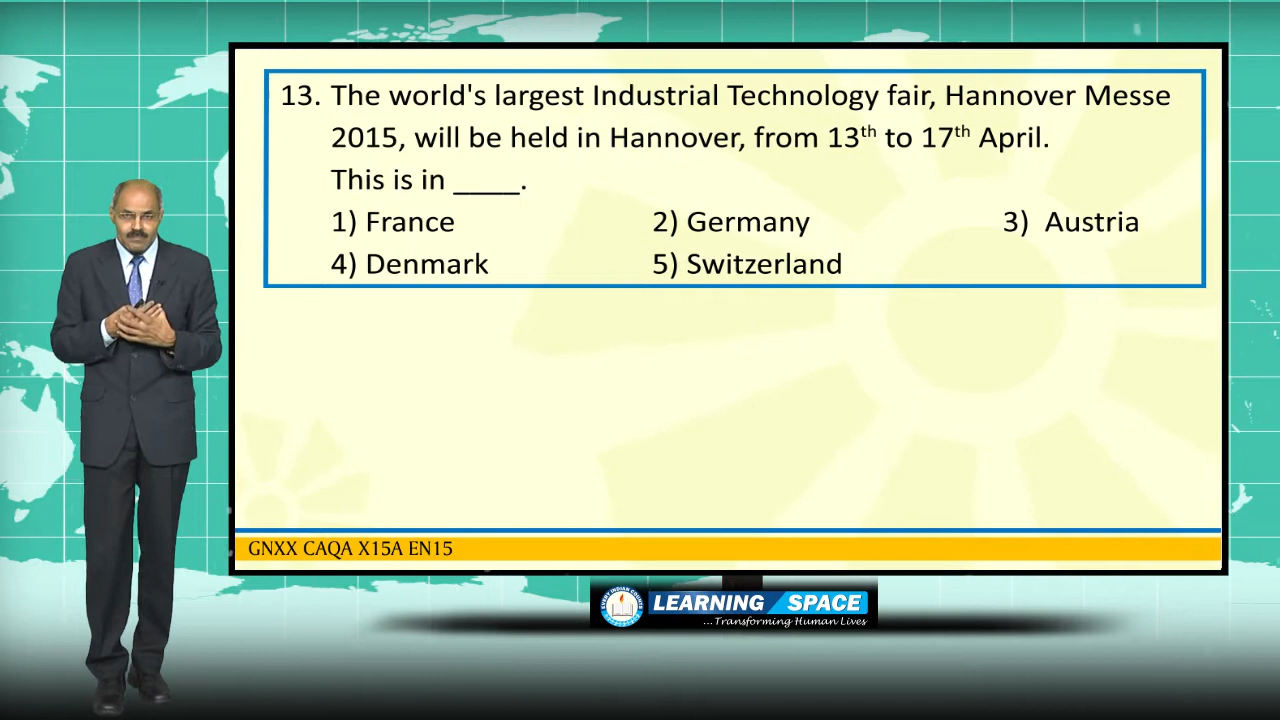 13. The world's largest Industrial Technology fair, Hannover Messe
2015, will be held in Hannover, from 13th to 17th April.
This is in ____.
1) France 2) Germany 3) Austria
4) Denmark 5) Switzerland
GNXX CAQA X15A EN15
LEARNING SPACE
...Transforming Human Lives